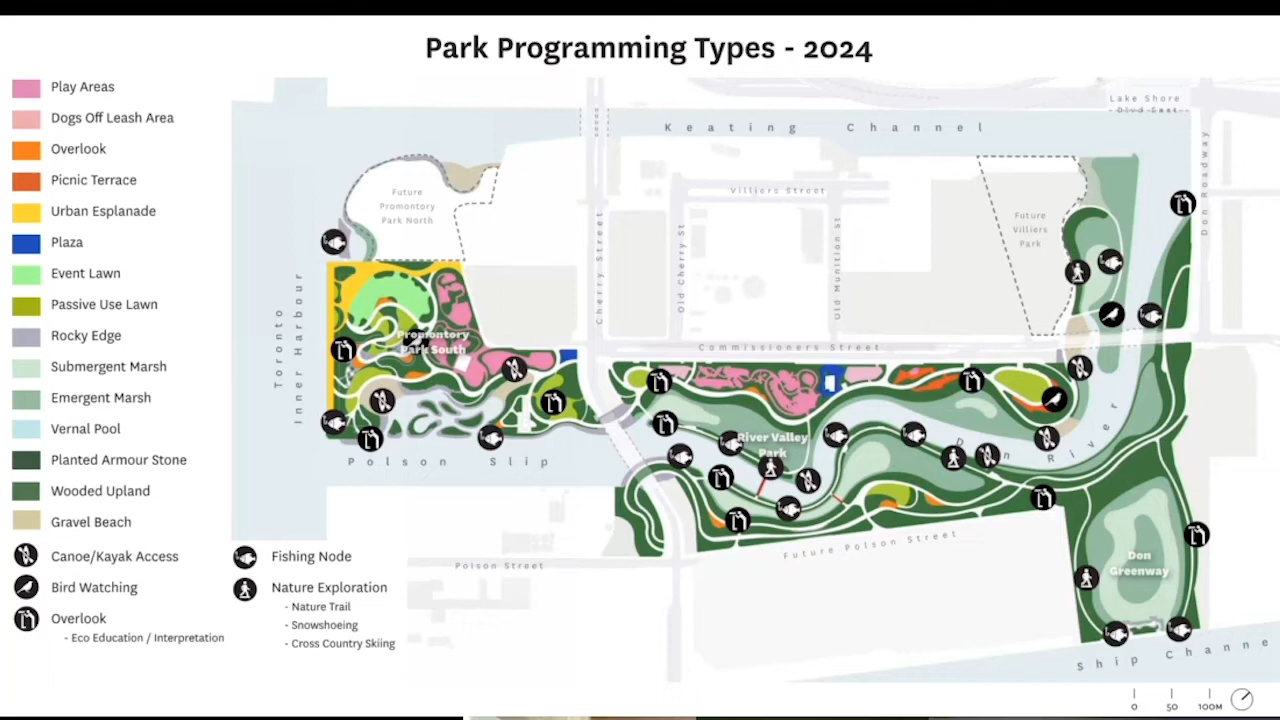 Park Programming Types - 2024
Play Areas
Dogs Off Leash Area
Overlook
Picnic Terrace
Urban Esplanade
Plaza
Event Lawn
Passive Use Lawn
Rocky Edge
Submergent Marsh
Emergent Marsh
Vernal Pool
Planted Armour Stone
Wooded Upland
Gravel Beach
Canoe/Kayak Access
Bird Watching
Overlook
- Eco Education / Interpretation
Fishing Node
Nature Exploration
- Nature Trail
- Snowshoeing
- Cross Country Skiing
Lake Shore
Blvd East
Keating Channel
Don Roadway
Villiers Street
Future
Promontory
Park North
Future
Villiers
Park
Cherry Street
Old Cherry St
Old Munition St
Toronto
Inner Harbour
Promontory
Park South
Commissioners Street
River Valley
Park
Don River
Polson Slip
Future Polson Street
Polson Street
Don
Greenway
Ship Channe
0 50 100M